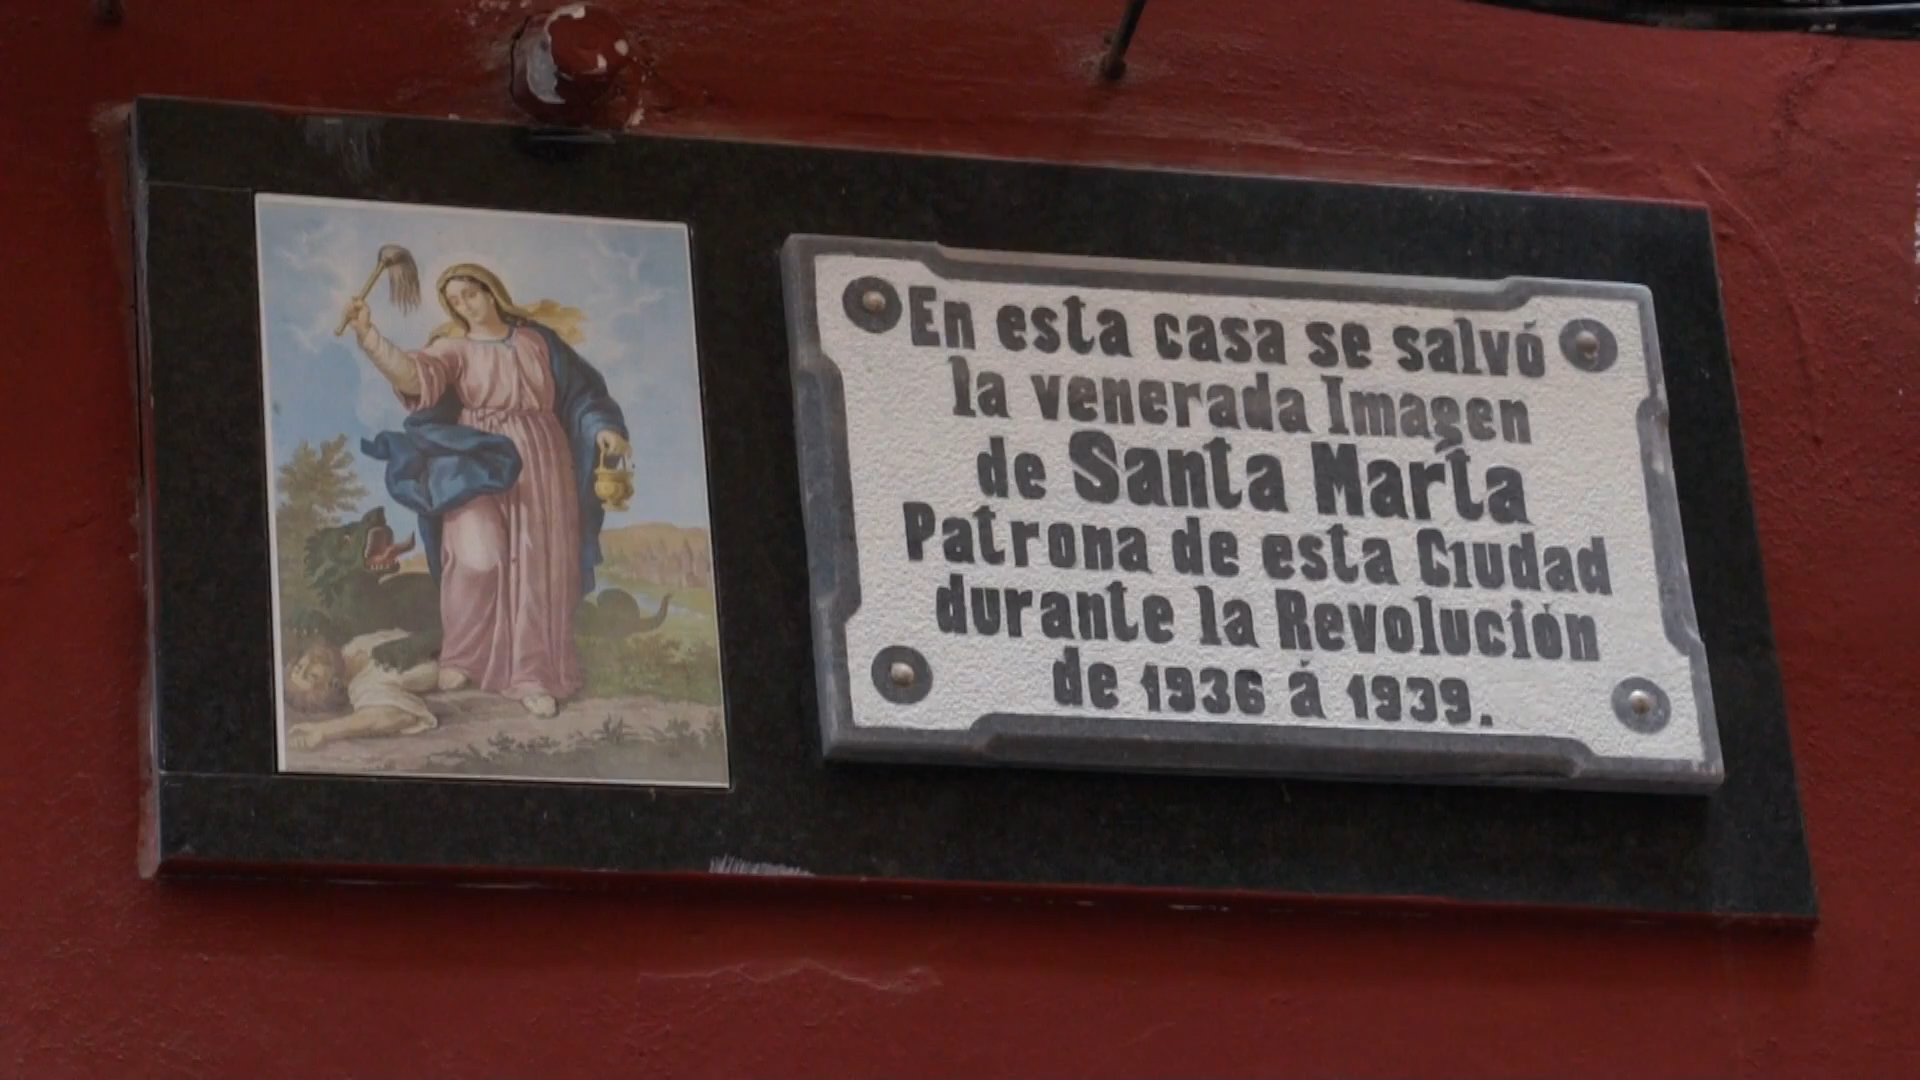 En esta casa se salvó
la venerada Imagen
de Santa Marta
Patrona de esta Ciudad
durante la Revolución
de 1936 á 1939.